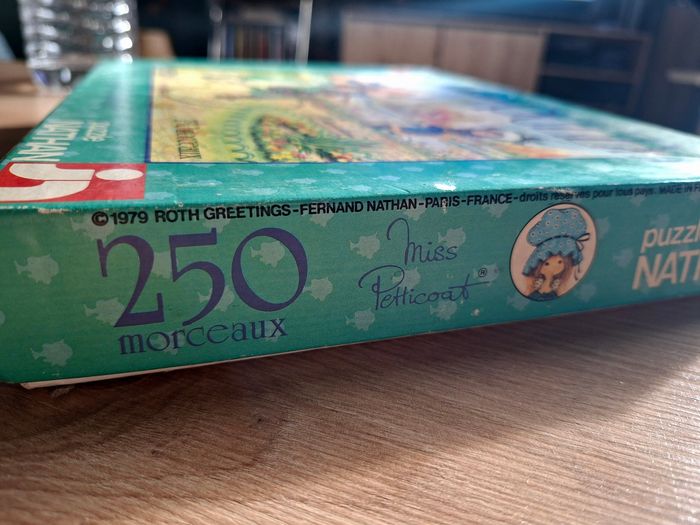 puzzle
NATHAN
©1979 ROTH GREETINGS-FERNAND NATHAN-PARIS-FRANCE-droits réservés pour tous pays. MADE IN
250
morceaux
Miss
Petticoat®
puzzl
NAT